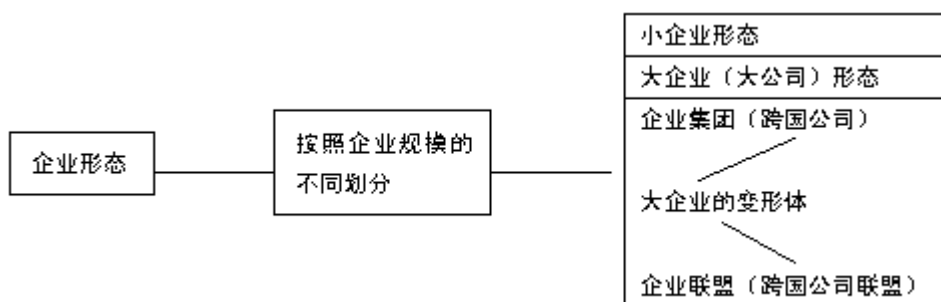 企业形态
按照企业规模的
不同划分
小企业形态
大企业（大公司）形态
企业集团（跨国公司）
大企业的变形体
企业联盟（跨国公司联盟）